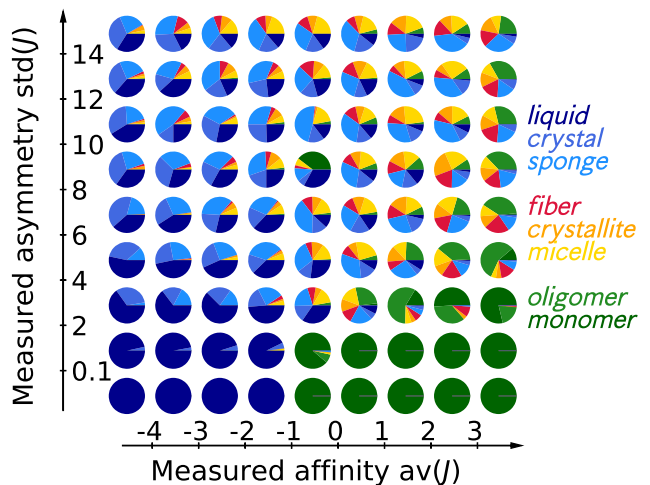 Measured asymmetry std(J)
14
12
10
8
6
4
2
0.1
liquid
crystal
sponge
fiber
crystallite
micelle
oligomer
monomer
-4 -3 -2 -1 0 1 2 3
Measured affinity av(J)